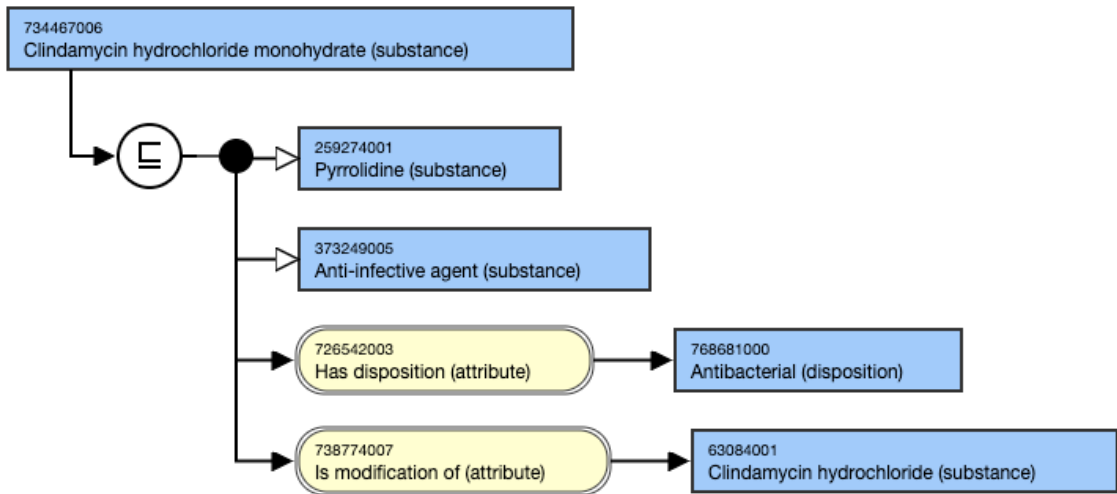 734467006
Clindamycin hydrochloride monohydrate (substance)
⊑
259274001
Pyrrolidine (substance)
373249005
Anti-infective agent (substance)
726542003
Has disposition (attribute)
768681000
Antibacterial (disposition)
738774007
Is modification of (attribute)
63084001
Clindamycin hydrochloride (substance)